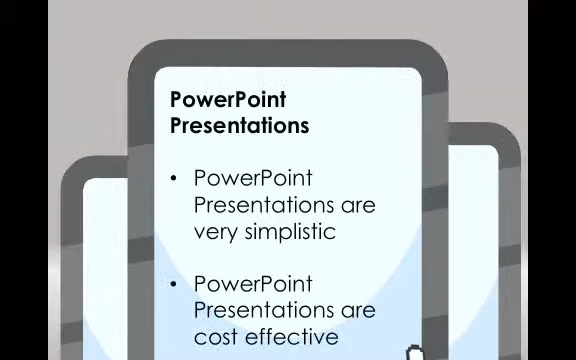 PowerPoint
Presentations
• PowerPoint
Presentations are
very simplistic
• PowerPoint
Presentations are
cost effective